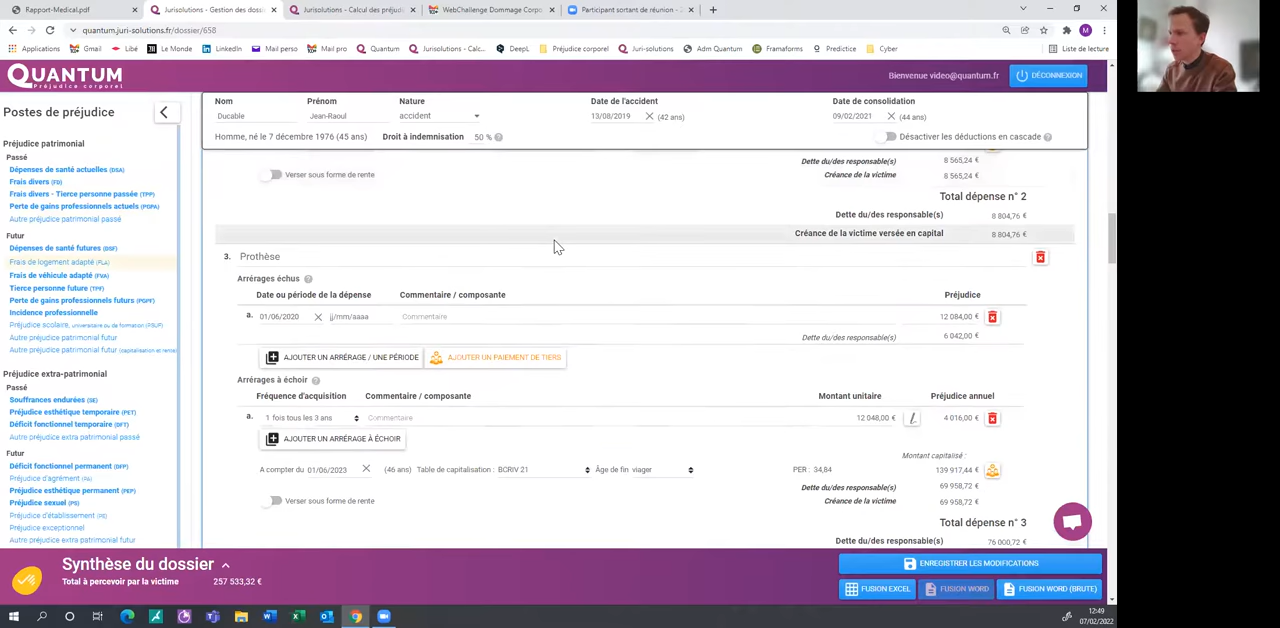 Rapport-Medical.pdf
Jurisolutions - Gestion des dossie
Jurisolutions - Calcul des préjud
WebChallenge Dommage Corpo
Participant sortant de réunion - Z
quantum.juri-solutions.fr/dossier/658
Applications Gmail Libé Le Monde LinkedIn Mail perso Mail pro Quantum Jurisolutions - Calc... DeepL Préjudice corporel Juri-solutions Adm Quantum Framaforms Predictice Cyber Liste de lecture
QUANTUM
Préjudice corporel
Bienvenue video@quantum.fr DÉCONNEXION
Postes de préjudice
Préjudice patrimonial
Passé
Dépenses de santé actuelles (DSA)
Frais divers (FD)
Frais divers - Tierce personne passée (TPP)
Perte de gains professionnels actuels (PGPA)
Autre préjudice patrimonial passé
Futur
Dépenses de santé futures (DSF)
Frais de logement adapté (FLA)
Frais de véhicule adapté (FVA)
Tierce personne future (TPF)
Perte de gains professionnels futurs (PGPF)
Incidence professionnelle
Préjudice scolaire, universitaire ou de formation (PSUF)
Autre préjudice patrimonial futur
Autre préjudice patrimonial futur (capitalisation et rente)
Préjudice extra-patrimonial
Passé
Souffrances endurées (SE)
Préjudice esthétique temporaire (PET)
Déficit fonctionnel temporaire (DFT)
Autre préjudice extra patrimonial passé
Futur
Déficit fonctionnel permanent (DFP)
Préjudice d'agrément (PA)
Préjudice esthétique permanent (PEP)
Préjudice sexuel (PS)
Préjudice d'établissement (PE)
Préjudice exceptionnel
Autre préjudice extra patrimonial futur
Nom Prénom Nature Date de l'accident Date de consolidation
Ducable Jean-Raoul accident 13/08/2019 (42 ans) 09/02/2021 (44 ans)
Homme, né le 7 décembre 1976 (45 ans) Droit à indemnisation 50 % Désactiver les déductions en cascade
Dette du/des responsable(s) 8 565,24 €
Verser sous forme de rente Créance de la victime 8 565,24 €
Total dépense n° 2
Dette du/des responsable(s) 8 804,76 €
Créance de la victime versée en capital 8 804,76 €
3. Prothèse
Arrérages échus
Date ou période de la dépense Commentaire / composante Préjudice
a. 01/06/2020 jj/mm/aaaa Commentaire 12 084,00 €
Dette du/des responsable(s) 6 042,00 €
AJOUTER UN ARRÉRAGE / UNE PÉRIODE AJOUTER UN PAIEMENT DE TIERS
Arrérages à échoir
Fréquence d'acquisition Commentaire / composante Montant unitaire Préjudice annuel
a. 1 fois tous les 3 ans Commentaire 12 048,00 € 4 016,00 €
AJOUTER UN ARRÉRAGE À ÉCHOIR
Montant capitalisé :
A compter du 01/06/2023 (46 ans) Table de capitalisation : BCRIV 21 Âge de fin viager PER : 34,84 139 917,44 €
Dette du/des responsable(s) 69 958,72 €
Verser sous forme de rente Créance de la victime 69 958,72 €
Total dépense n° 3
Dette du/des responsable(s) 76 000,72 €
Synthèse du dossier
Total à percevoir par la victime 257 533,32 €
ENREGISTRER LES MODIFICATIONS
FUSION EXCEL FUSION WORD FUSION WORD (BRUTE)
12:49
07/02/2022